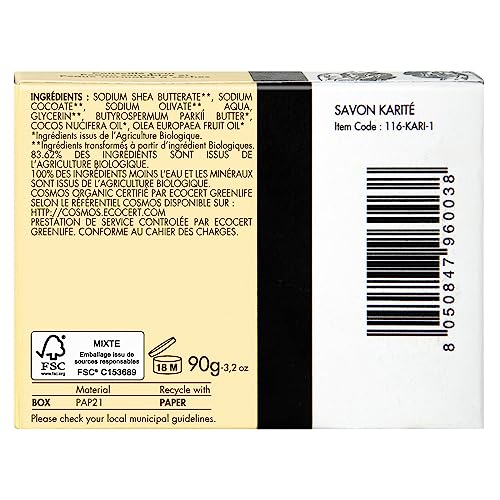 INGRÉDIENTS : SODIUM SHEA BUTTERATE**, SODIUM
COCOATE**, SODIUM OLIVATE**, AQUA,
GLYCERIN**, BUTYROSPERMUM PARKII BUTTER*,
COCOS NUCIFERA OIL*, OLEA EUROPAEA FRUIT OIL*
*Ingrédients issus de l'Agriculture Biologique.
**Ingrédients transformés à partir d'ingrédient Biologiques.
83.62% DES INGRÉDIENTS SONT ISSUS DE
L'AGRICULTURE BIOLOGIQUE.
100% DES INGRÉDIENTS MOINS L'EAU ET LES MINÉRAUX
SONT ISSUS DE L'AGRICULTURE BIOLOGIQUE.
COSMOS ORGANIC CERTIFIÉ PAR ECOCERT GREENLIFE
SELON LE RÉFÉRENTIEL COSMOS DISPONIBLE SUR :
HTTP://COSMOS.ECOCERT.COM
PRESTATION DE SERVICE CONTROLÉE PAR ECOCERT
GREENLIFE. CONFORME AU CAHIER DES CHARGES.
FSC
www.fsc.org
MIXTE
Emballage issu de
sources responsables
FSC® C153689
18 M
90g-3,2 oz
Material Recycle with
BOX PAP21 PAPER
Please check your local municipal guidelines.
SAVON KARITÉ
Item Code : 116-KARI-1
8 050847 960038